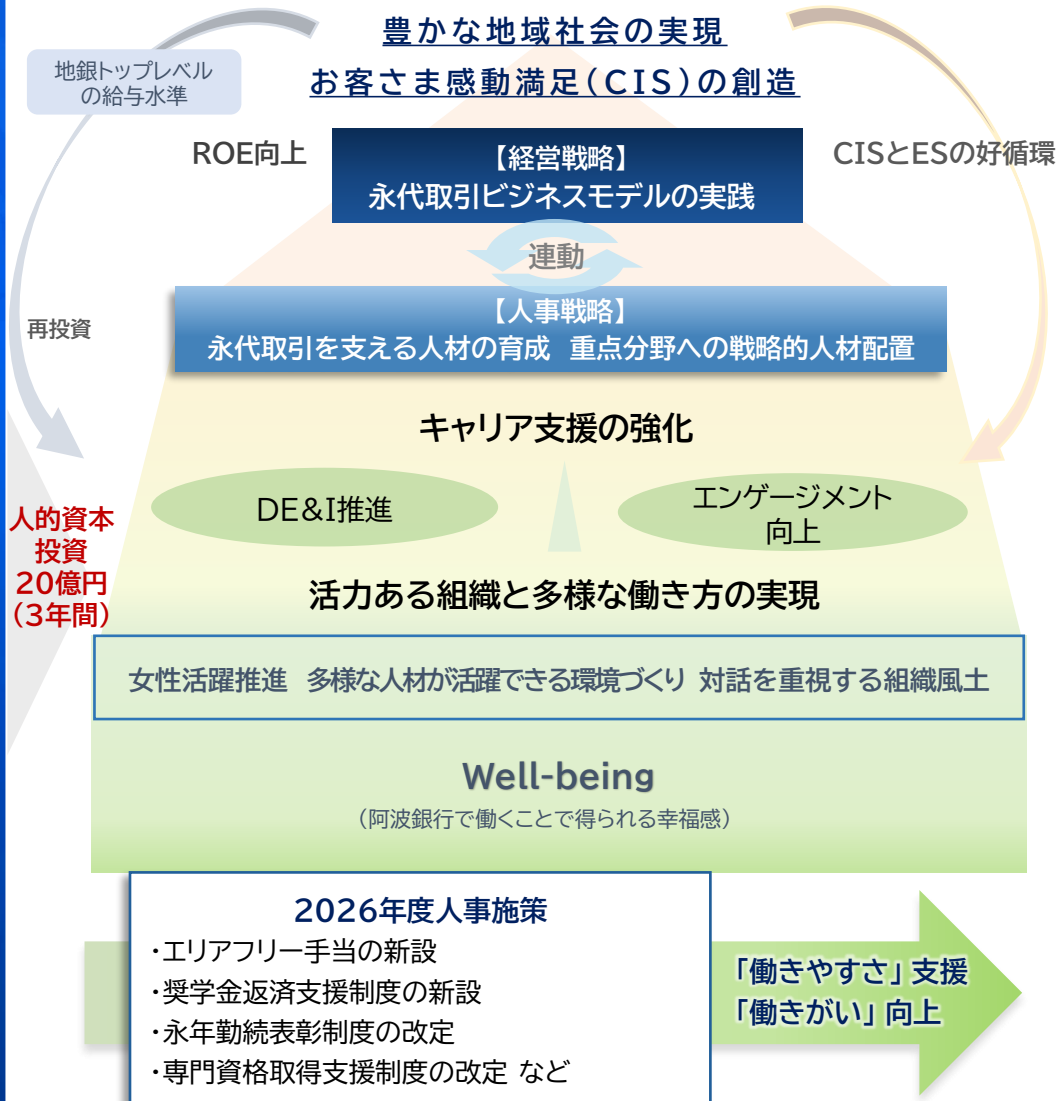 豊かな地域社会の実現
お客さま感動満足(CIS)の創造
地銀トップレベル
の給与水準
ROE向上
【経営戦略】
永代取引ビジネスモデルの実践
CISとESの好循環
連動
再投資
【人事戦略】
永代取引を支える人材の育成 重点分野への戦略的人材配置
キャリア支援の強化
DE&I推進
エンゲージメント
向上
人的資本
投資
20億円
(3年間)
活力ある組織と多様な働き方の実現
女性活躍推進 多様な人材が活躍できる環境づくり 対話を重視する組織風土
Well-being
(阿波銀行で働くことで得られる幸福感)
2026年度人事施策
・エリアフリー手当の新設
・奨学金返済支援制度の新設
・永年勤続表彰制度の改定
・専門資格取得支援制度の改定 など
「働きやすさ」支援
「働きがい」向上